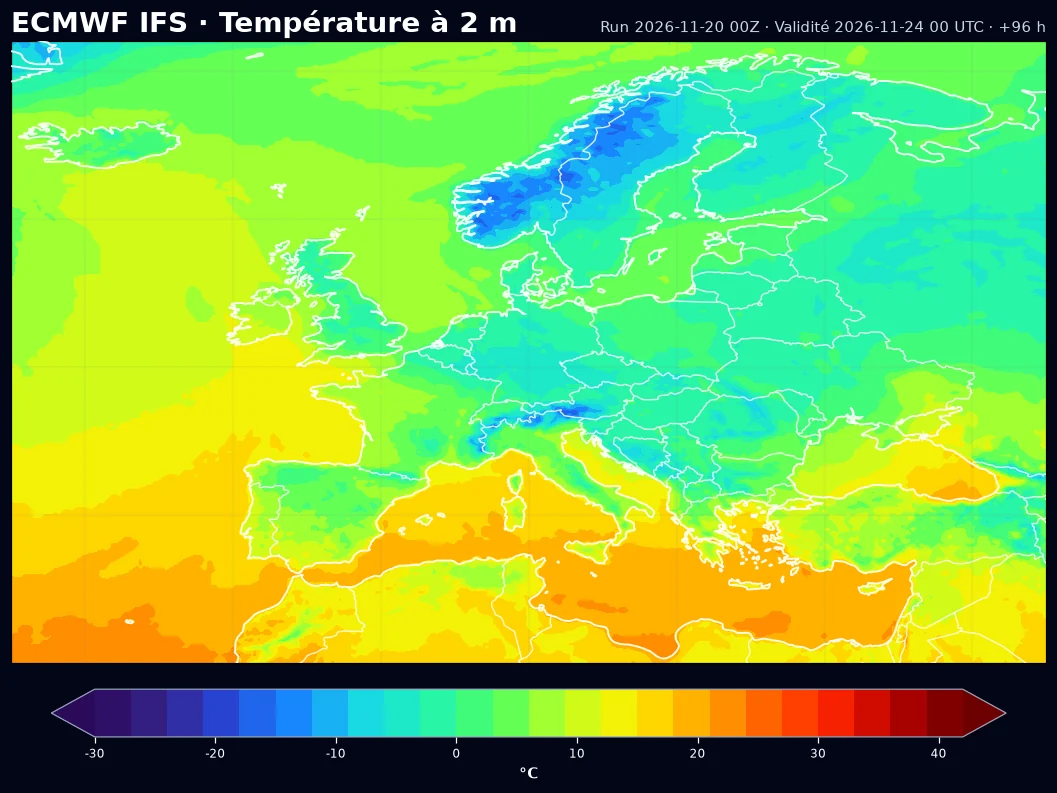 ECMWF IFS · Température à 2 m
Run 2026-11-20 00Z · Validité 2026-11-24 00 UTC · +96 h
-30 -20 -10 0 10 20 30 40
°C